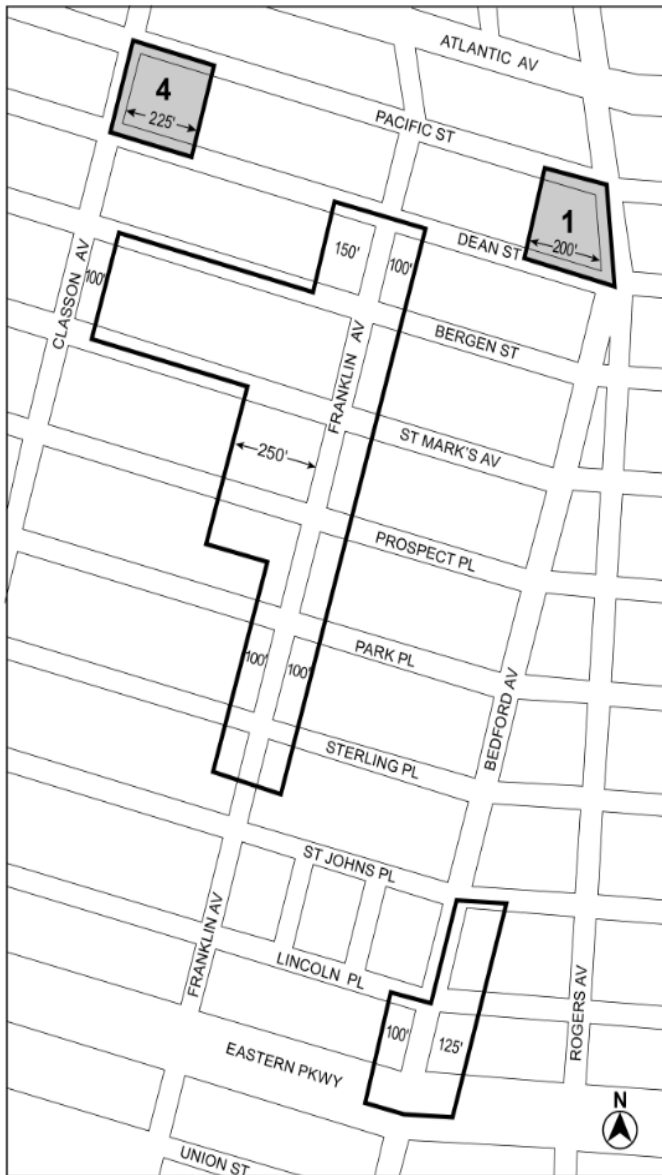 ATLANTIC AV
4
225'
PACIFIC ST
1
200'
DEAN ST
150'
100'
100'
CLASSON AV
BERGEN ST
FRANKLIN AV
ST MARK'S AV
250'
PROSPECT PL
PARK PL
100'
100'
BEDFORD AV
STERLING PL
ST JOHNS PL
FRANKLIN AV
LINCOLN PL
ROGERS AV
100'
125'
EASTERN PKWY
N
UNION ST